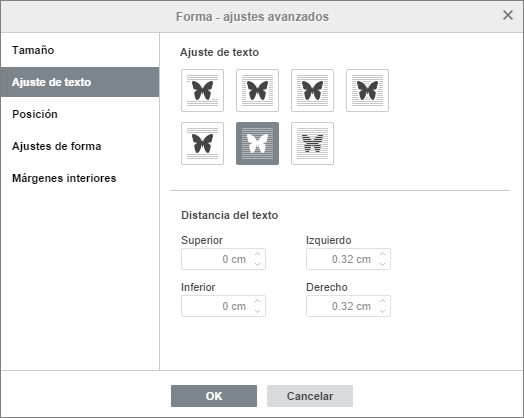 Forma - ajustes avanzados
Tamaño
Ajuste de texto
Posición
Ajustes de forma
Márgenes interiores
Ajuste de texto
Distancia del texto
Superior Izquierdo
0 cm 0.32 cm
Inferior Derecho
0 cm 0.32 cm
OK Cancelar